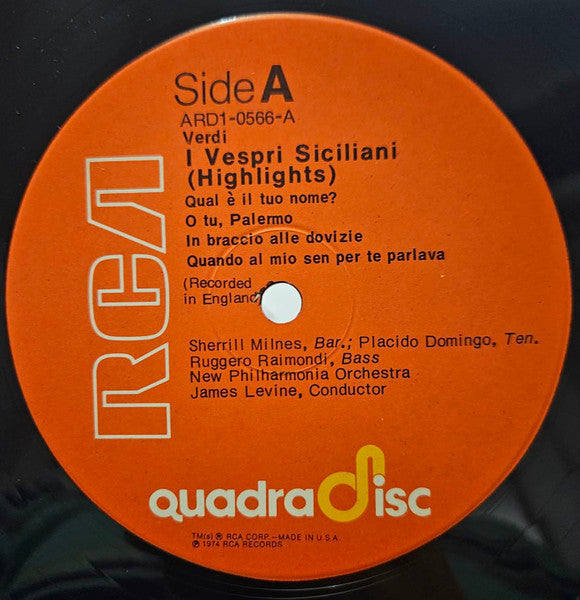 Side A
ARD1-0566-A
Verdi
I Vespri Siciliani
(Highlights)
Qual è il tuo nome?
O tu, Palermo
In braccio alle dovizie
Quando al mio sen per te parlava
(Recorded
in England)
RCA
Sherrill Milnes, Bar.; Placido Domingo, Ten.
Ruggero Raimondi, Bass
New Philharmonia Orchestra
James Levine, Conductor
quadradisc
TM(s) ® RCA CORP.—MADE IN U.S.A.
℗ 1974 RCA RECORDS